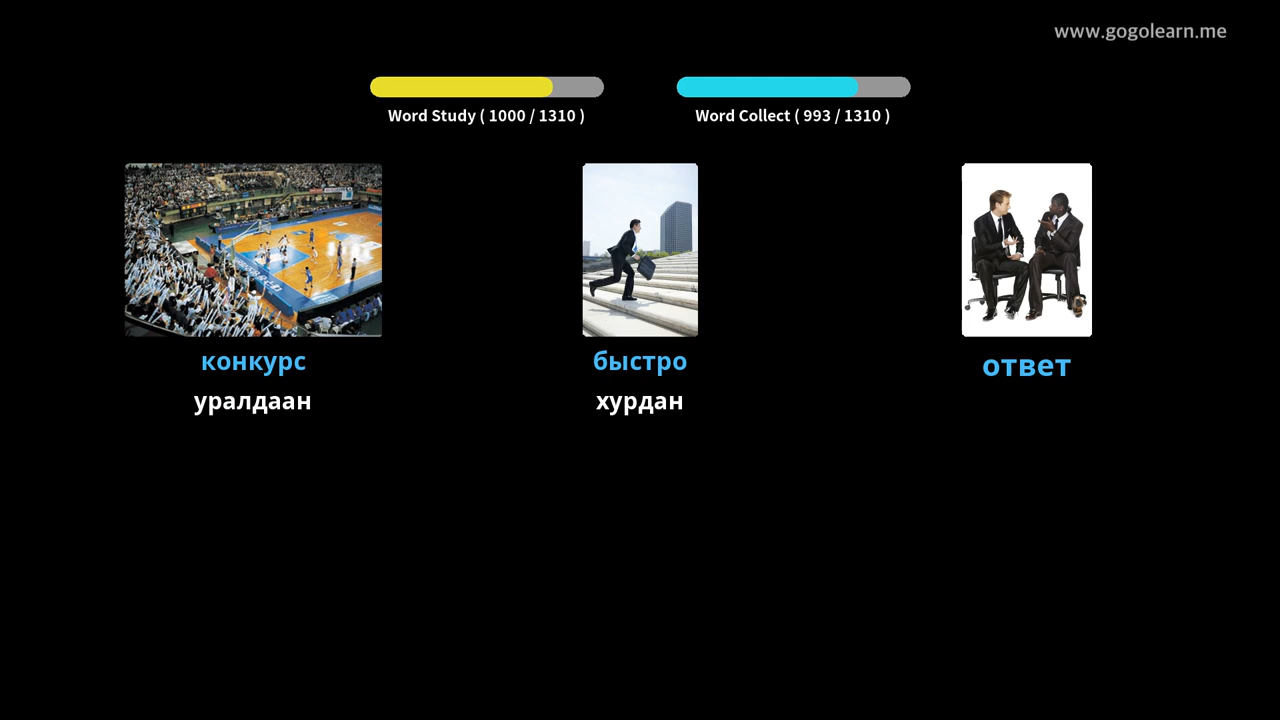 www.gogolearn.me
Word Study ( 1000 / 1310 )
Word Collect ( 993 / 1310 )
конкурс
уралдаан
быстро
хурдан
ответ